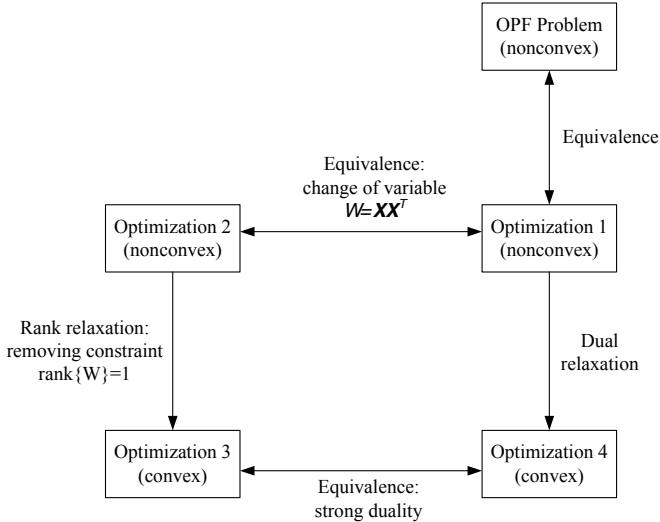 OPF Problem
(nonconvex)
Equivalence
Equivalence:
change of variable
W=XX^T
Optimization 2
(nonconvex)
Optimization 1
(nonconvex)
Rank relaxation:
removing constraint
rank{W}=1
Dual
relaxation
Optimization 3
(convex)
Optimization 4
(convex)
Equivalence:
strong duality